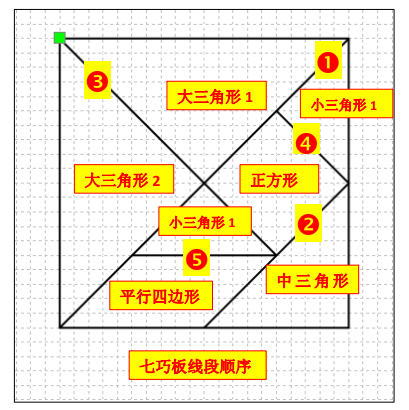 ❶
❸
大三角形 1
小三角形 1
❹
大三角形 2
正方形
小三角形 1
❷
❺
中三角形
平行四边形
七巧板线段顺序